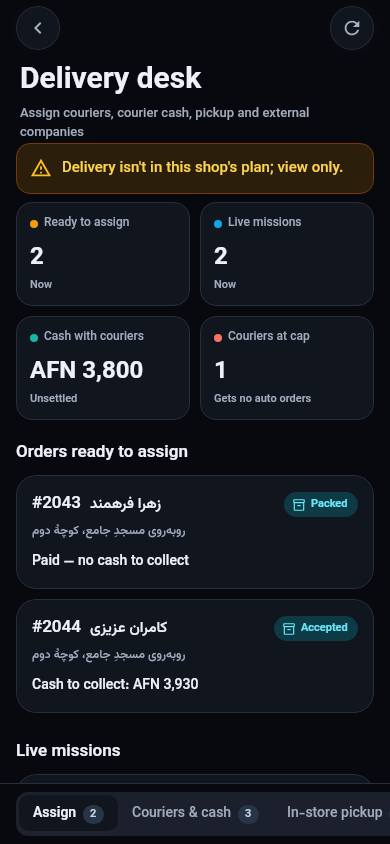 Delivery desk
Assign couriers, courier cash, pickup and external
companies
Delivery isn't in this shop's plan; view only.
Ready to assign
2
Now
Live missions
2
Now
Cash with couriers
AFN 3,800
Unsettled
Couriers at cap
1
Gets no auto orders
Orders ready to assign
#2043 زهرا فرهمند
Packed
روبه‌روی مسجدِ جامع، کوچهٔ دوم
Paid — no cash to collect
#2044 کامران عزیزی
Accepted
روبه‌روی مسجدِ جامع، کوچهٔ دوم
Cash to collect: AFN 3,930
Live missions
Assign 2
Couriers & cash 3
In-store pickup